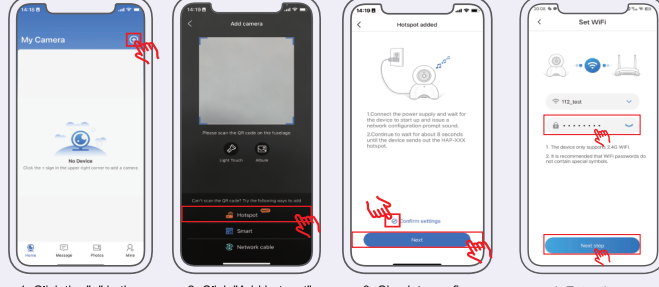 14:18
My Camera
No Device
Click the + sign in the upper right corner to add a camera
Home
Message
Photos
Mine
14:19
Add camera
Please scan the QR code on the fuselage
Light Touch
Album
Can't scan the QR code? Try the following ways to add
Hotspot
Smart
Network cable
14:19
Hotspot added
1.Connect the power supply and wait for
the device to start up and issue a
network configuration prompt sound.
2.Continue to wait for about 8 seconds
until the device sends out the HAF-XXX
hotspot.
Confirm settings
Next
20:08
Set WiFi
112_test
1. The device only supports 2.4G WiFi.
2. It is recommended that WiFi passwords do
not contain special symbols.
Next step